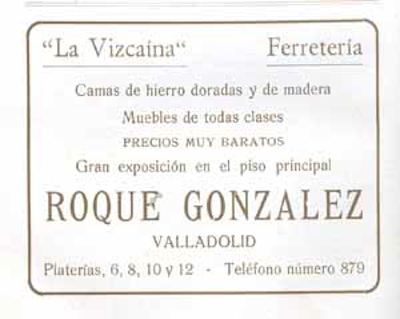 "La Vizcaína" Ferretería
Camas de hierro doradas y de madera
Muebles de todas clases
PRECIOS MUY BARATOS
Gran exposición en el piso principal
ROQUE GONZALEZ
VALLADOLID
Platerías, 6, 8, 10 y 12 - Teléfono número 879